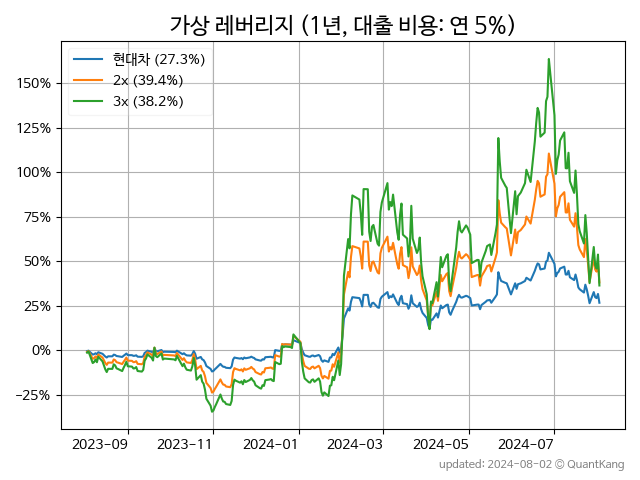 가상 레버리지 (1년, 대출 비용: 연 5%)
현대차 (27.3%)
2x (39.4%)
3x (38.2%)
150%
125%
100%
75%
50%
25%
0%
−25%
2023-09
2023-11
2024-01
2024-03
2024-05
2024-07
updated: 2024-08-02 © QuantKang